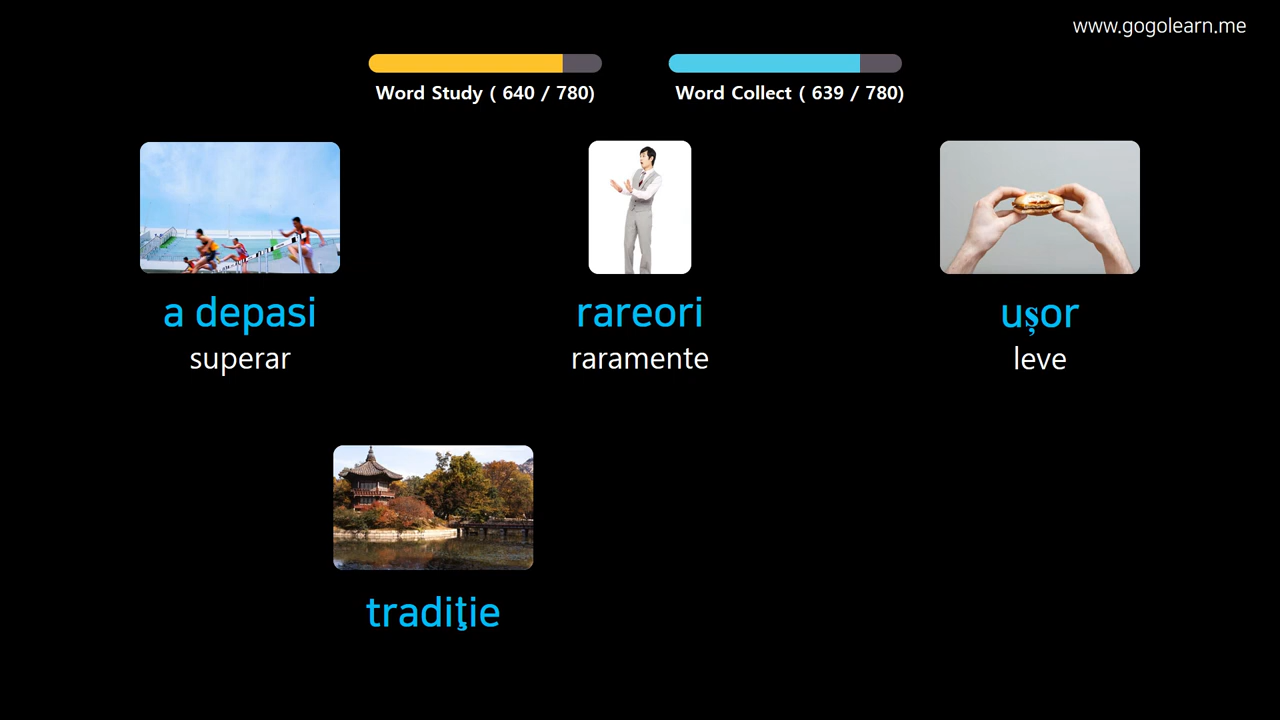 www.gogolearn.me
Word Study ( 640 / 780)
Word Collect ( 639 / 780)
a depasi
rareori
ușor
superar
raramente
leve
tradiţie